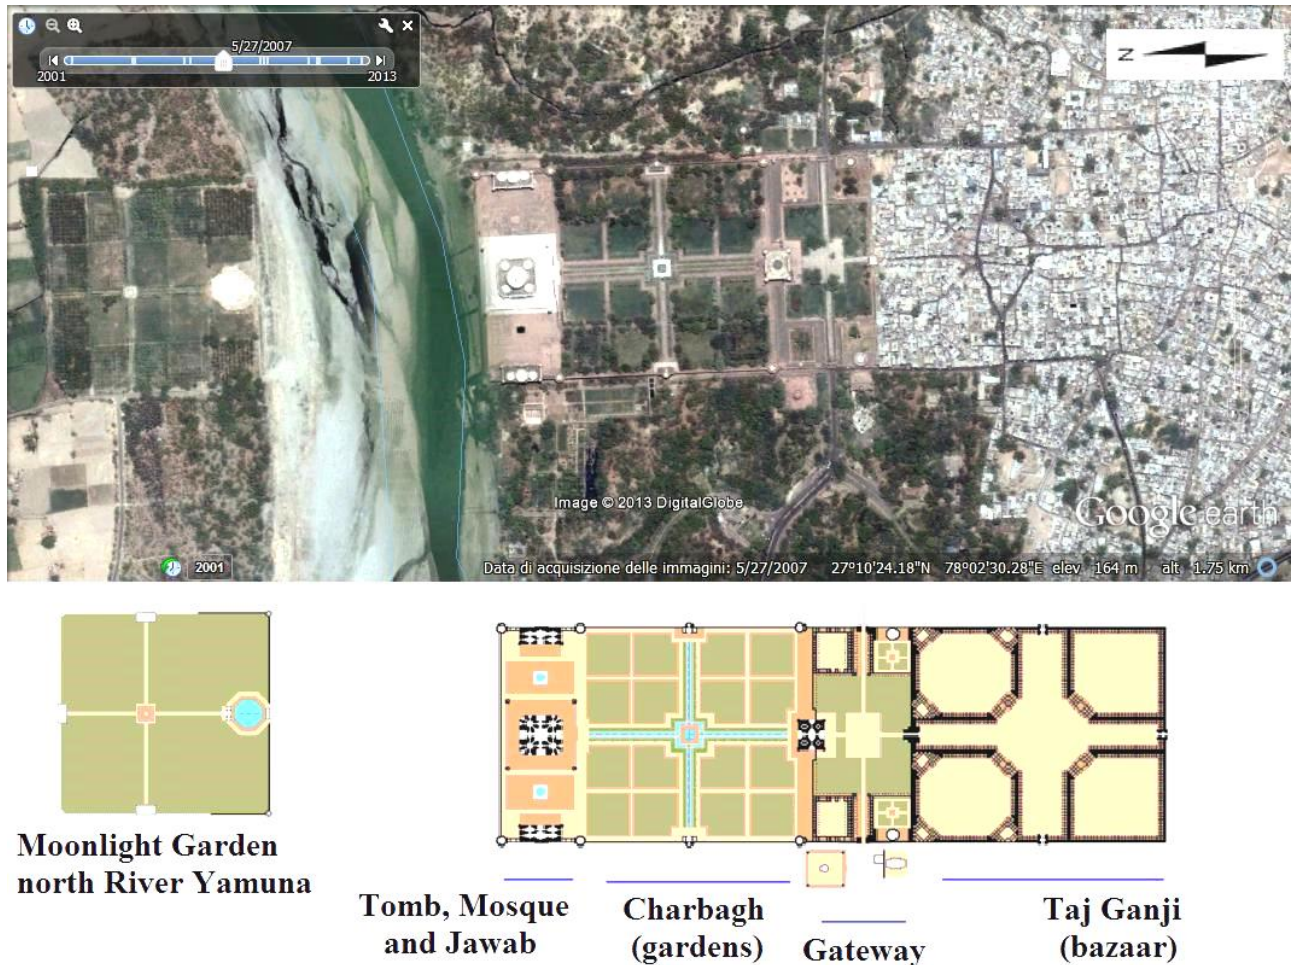 5/27/2007
2001
2013
N
Image © 2013 DigitalGlobe
Google earth
2001
Data di acquisizione delle immagini: 5/27/2007 27°10'24.18"N 78°02'30.28"E elev 164 m alt 1.75 km
Moonlight Garden
north River Yamuna
Tomb, Mosque
and Jawab
Charbagh
(gardens)
Gateway
Taj Ganji
(bazaar)